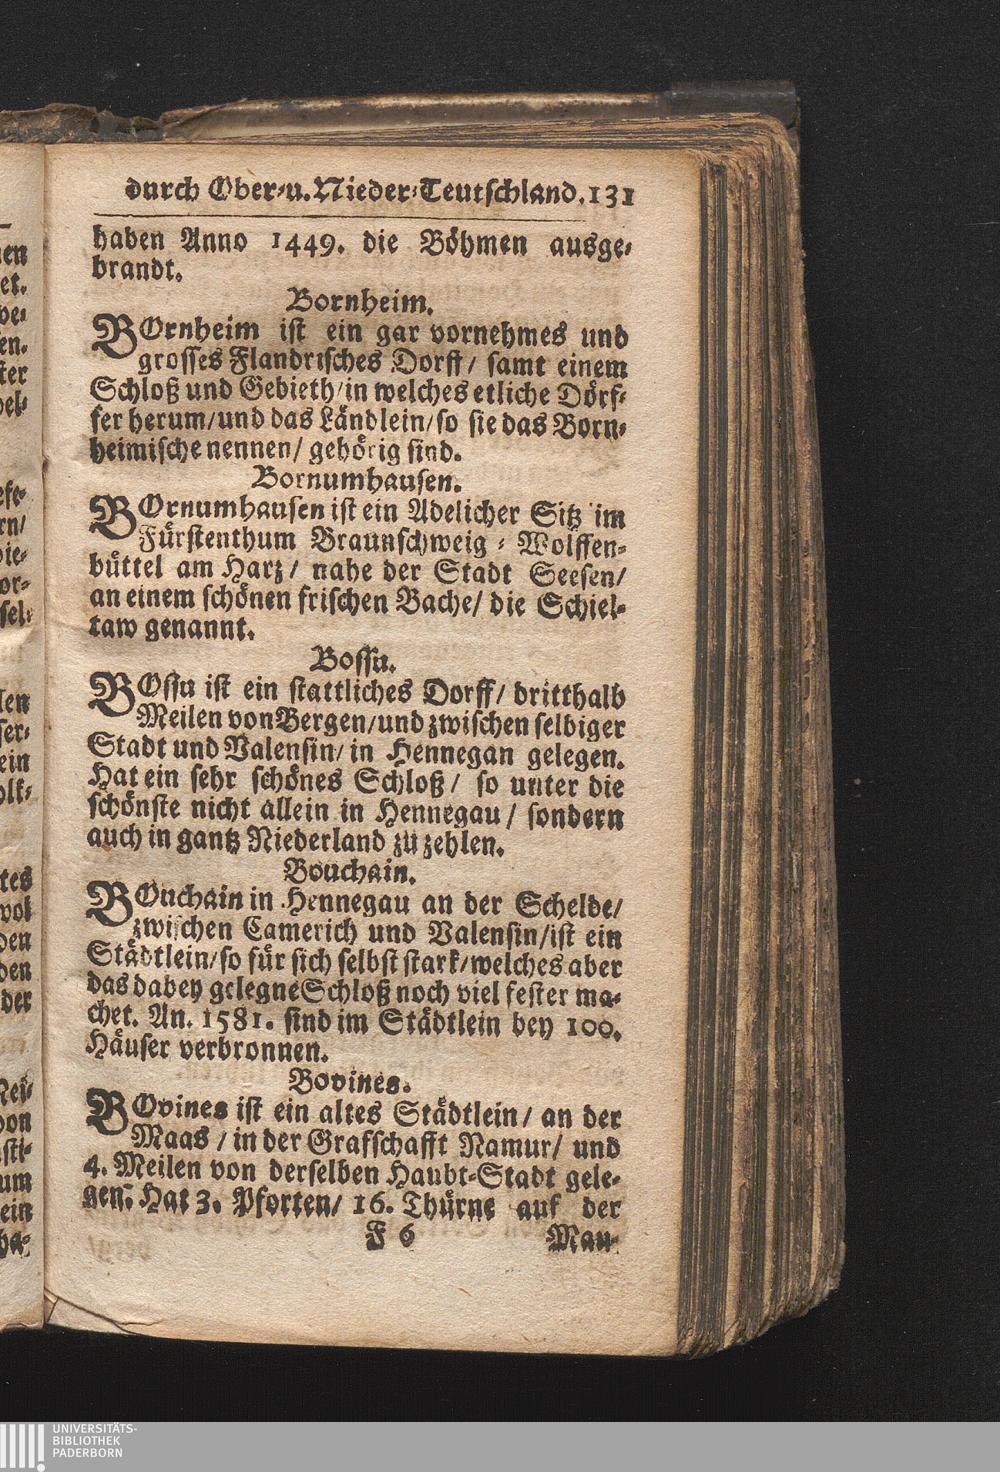 durch Ober-u. Nieder-Teutschland. 131
haben Anno 1449. die Böhmen ausge-
brandt.
Bornheim.
BOrnheim ist ein gar vornehmes und
grosses Flandrisches Dorff/ samt einem
Schloß und Gebieth/in welches etliche Dörf-
fer herum/und das Ländlein/so sie das Born-
heimische nennen/ gehörig sind.
Bornumhausen.
BOrnumhausen ist ein Adelicher Sitz im
Fürstenthum Braunschweig - Wolffen-
büttel am Harz/ nahe der Stadt Seesen/
an einem schönen frischen Bache/ die Schiel-
taw genannt.
Bossu.
BOssu ist ein stattliches Dorff/ dritthalb
Meilen von Bergen/und zwischen selbiger
Stadt und Valensin/ in Hennegau gelegen.
Hat ein sehr schönes Schloß/ so unter die
schönste nicht allein in Hennegau/ sondern
auch in gantz Niederland zu zehlen.
Bouchain.
BOuchain in Hennegau an der Schelde/
zwischen Camerich und Valensin/ist ein
Städtlein/so für sich selbst stark/welches aber
das dabey gelegne Schloß noch viel fester ma-
chet. An. 1581. sind im Städtlein bey 100.
Häuser verbronnen.
Bovines.
BOvines ist ein altes Städtlein/ an der
Maas/ in der Grafschafft Namur/ und
4. Meilen von derselben Haubt-Stadt gele-
gen. Hat 3. Pforten/ 16. Thürne auf der
F 6 Mau-
UNIVERSITÄTS-
BIBLIOTHEK
PADERBORN